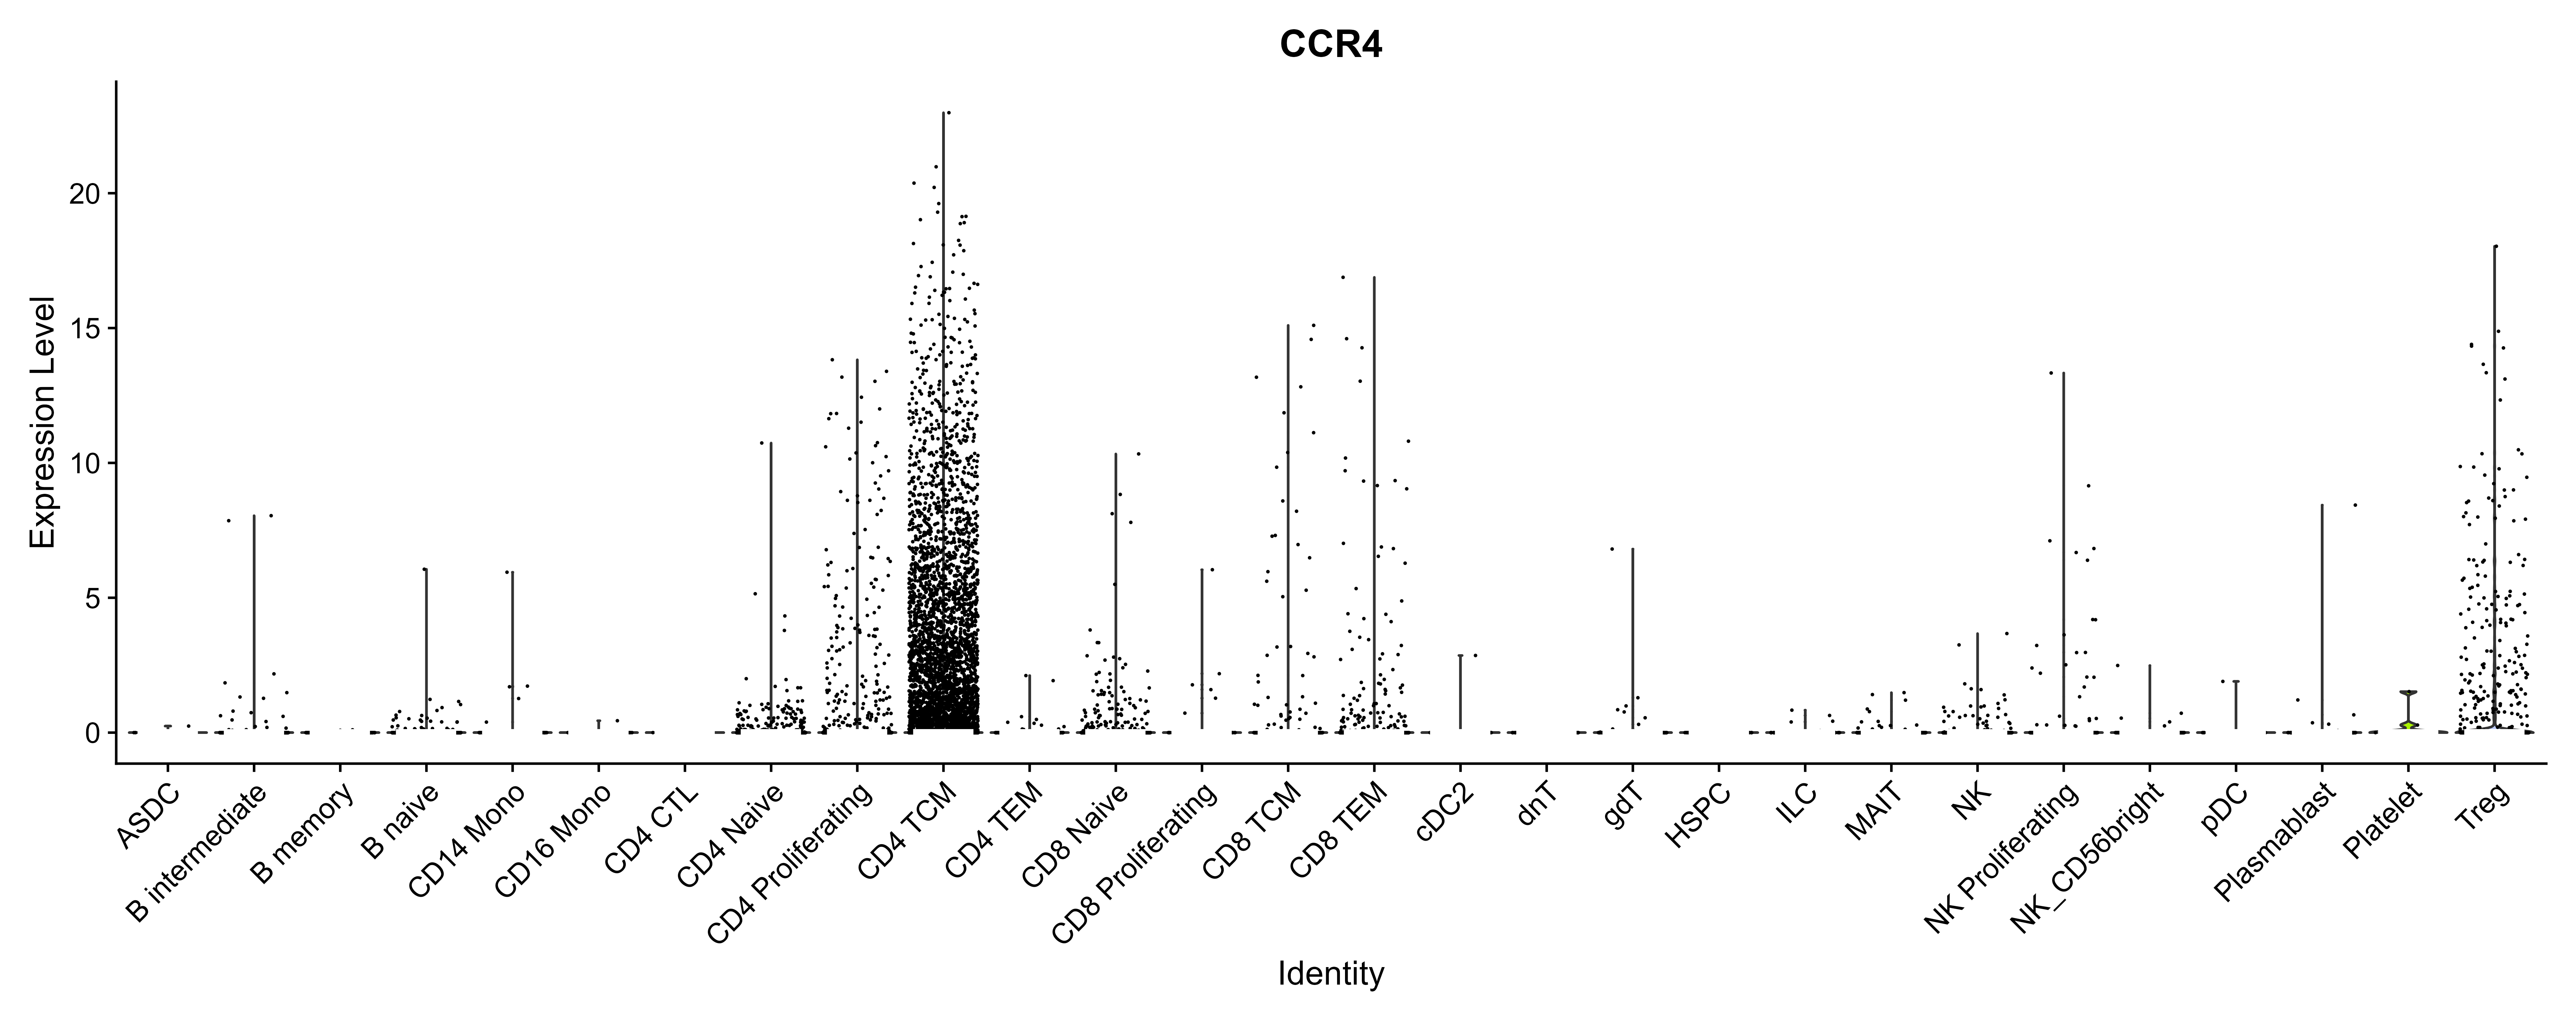 CCR4
Expression Level
20
15
10
5
0
ASDC
B intermediate
B memory
B naive
CD14 Mono
CD16 Mono
CD4 CTL
CD4 Naive
CD4 Proliferating
CD4 TCM
CD4 TEM
CD8 Naive
CD8 Proliferating
CD8 TCM
CD8 TEM
cDC2
dnT
gdT
HSPC
ILC
MAIT
NK
NK Proliferating
NK_CD56bright
pDC
Plasmablast
Platelet
Treg
Identity